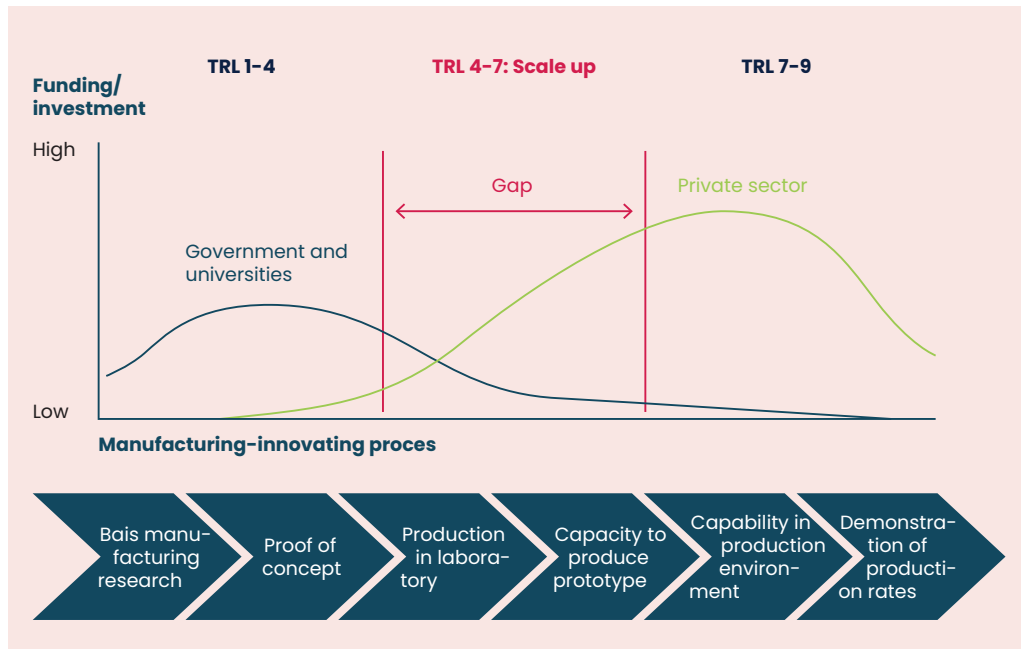 TRL 1-4
TRL 4-7: Scale up
TRL 7-9
Funding/
investment
High
Gap
Private sector
Government and
universities
Low
Manufacturing-innovating proces
Bais manu-
facturing
research
Proof of
concept
Production
in labora-
tory
Capacity to
produce
prototype
Capability in
production
environ-
ment
Demonstra-
tion of
producti-
on rates